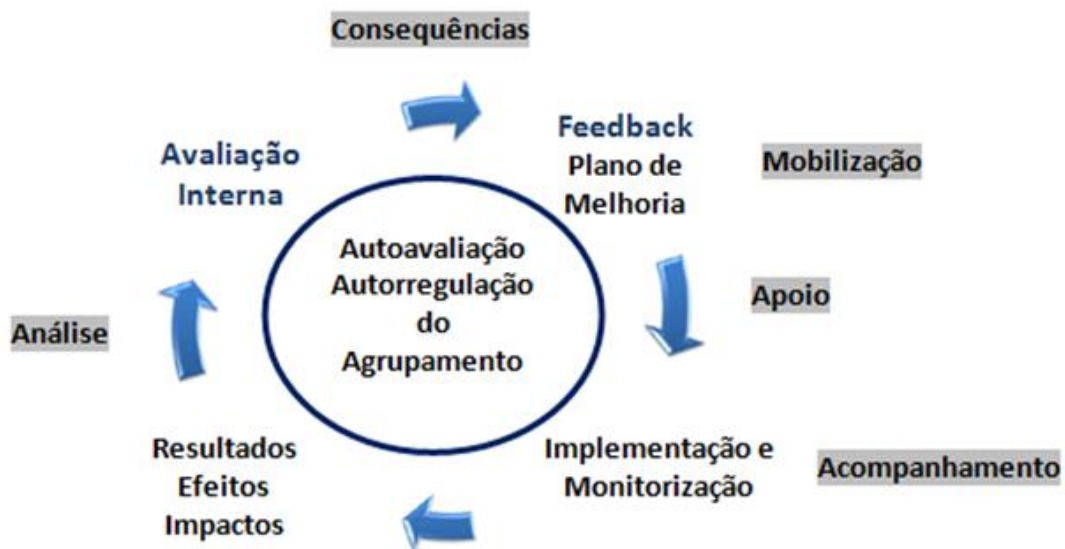 Consequências
Avaliação
Interna
Feedback
Plano de
Melhoria
Mobilização
Autoavaliação
Autorregulação
do
Agrupamento
Apoio
Análise
Resultados
Efeitos
Impactos
Implementação e
Monitorização
Acompanhamento